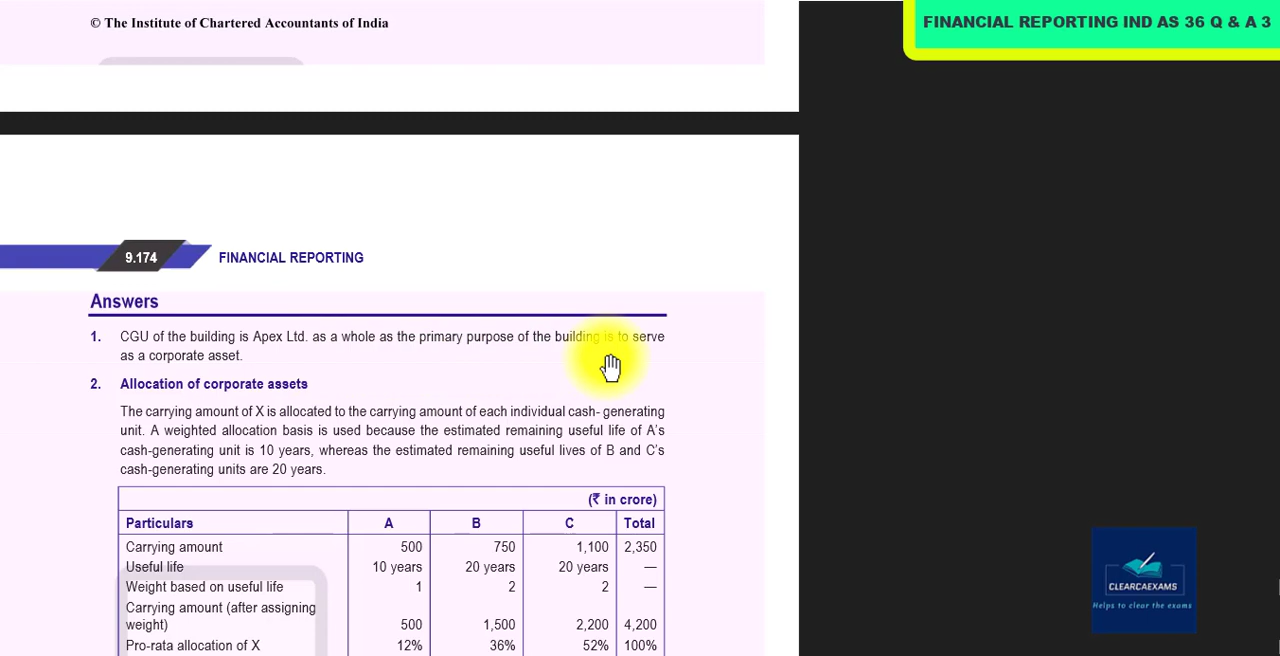 © The Institute of Chartered Accountants of India
FINANCIAL REPORTING IND AS 36 Q & A 3
9.174 FINANCIAL REPORTING
Answers
1. CGU of the building is Apex Ltd. as a whole as the primary purpose of the building is to serve
as a corporate asset.
2. Allocation of corporate assets
The carrying amount of X is allocated to the carrying amount of each individual cash- generating
unit. A weighted allocation basis is used because the estimated remaining useful life of A’s
cash-generating unit is 10 years, whereas the estimated remaining useful lives of B and C’s
cash-generating units are 20 years.
(₹ in crore)
Particulars A B C Total
Carrying amount 500 750 1,100 2,350
Useful life 10 years 20 years 20 years —
Weight based on useful life 1 2 2 —
Carrying amount (after assigning
weight) 500 1,500 2,200 4,200
Pro-rata allocation of X 12% 36% 52% 100%
CLEARCAEXAMS
Helps to clear the exams